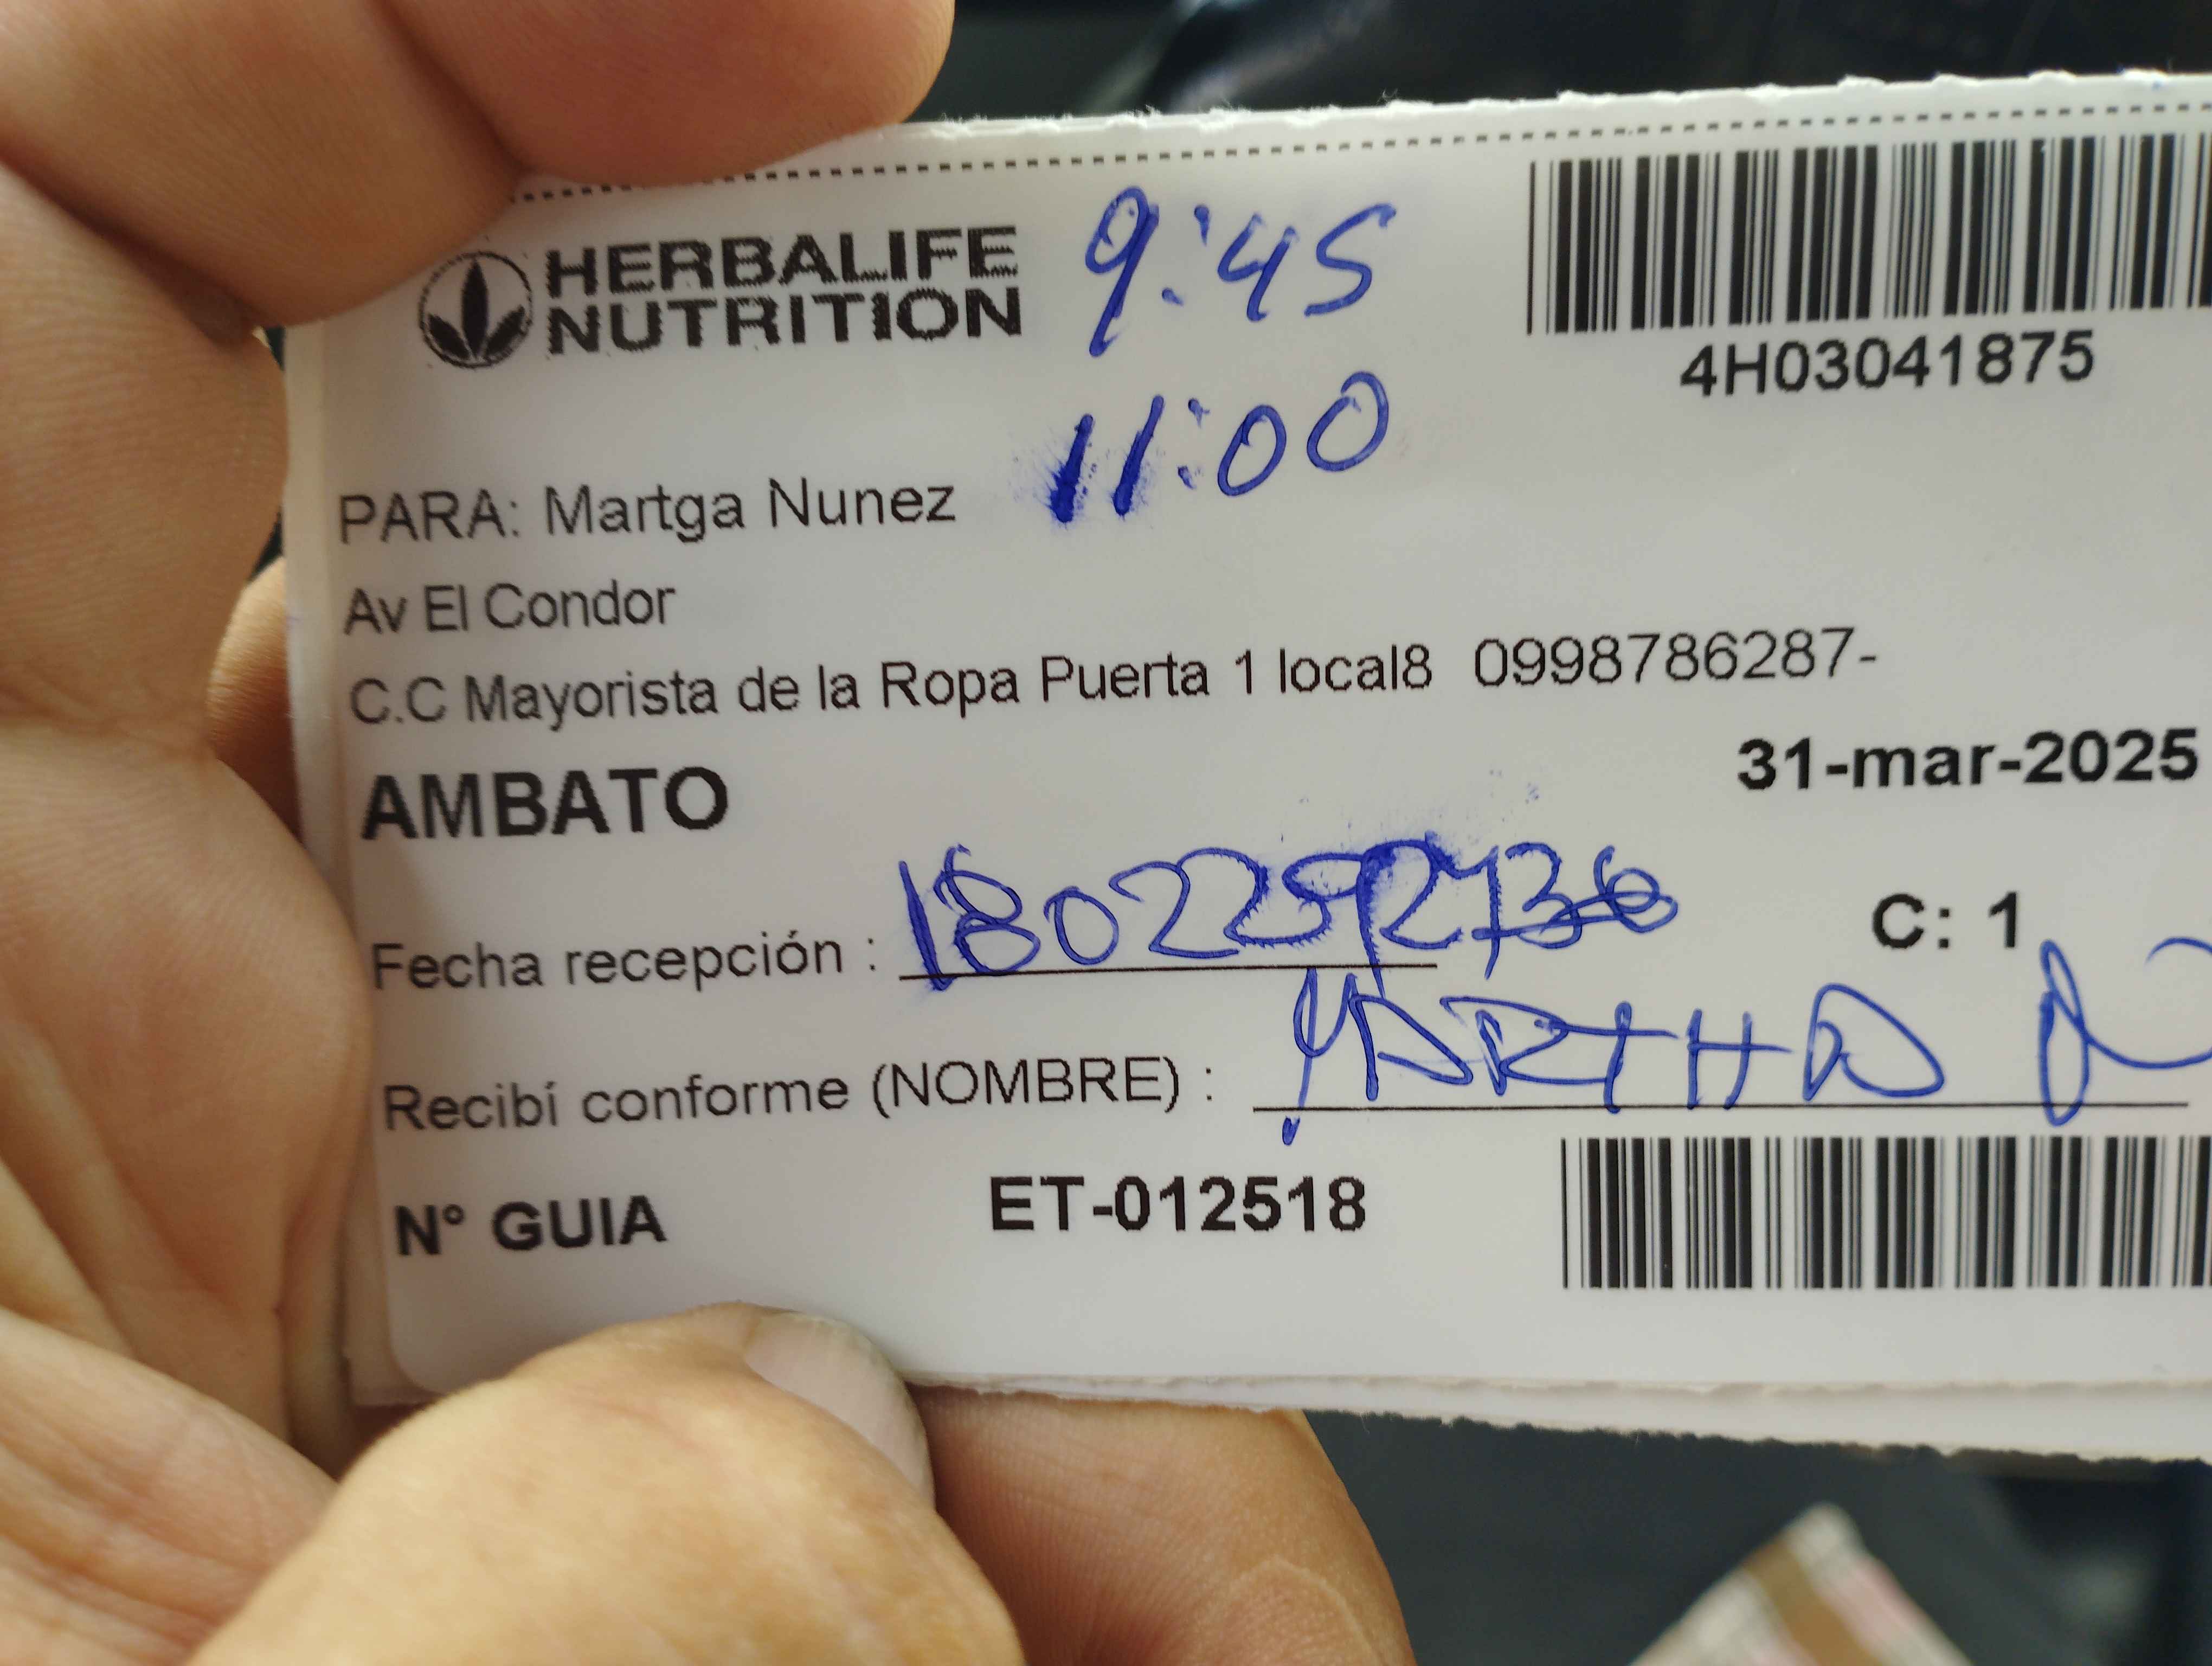 HERBALIFE
NUTRITION
9:45
4H03041875
11:00
PARA: Martga Nunez
Av El Condor
C.C Mayorista de la Ropa Puerta 1 local8 0998786287-
AMBATO
31-mar-2025
Fecha recepción :
C: 1
Recibí conforme (NOMBRE) : MARTHA
N° GUIA ET-012518